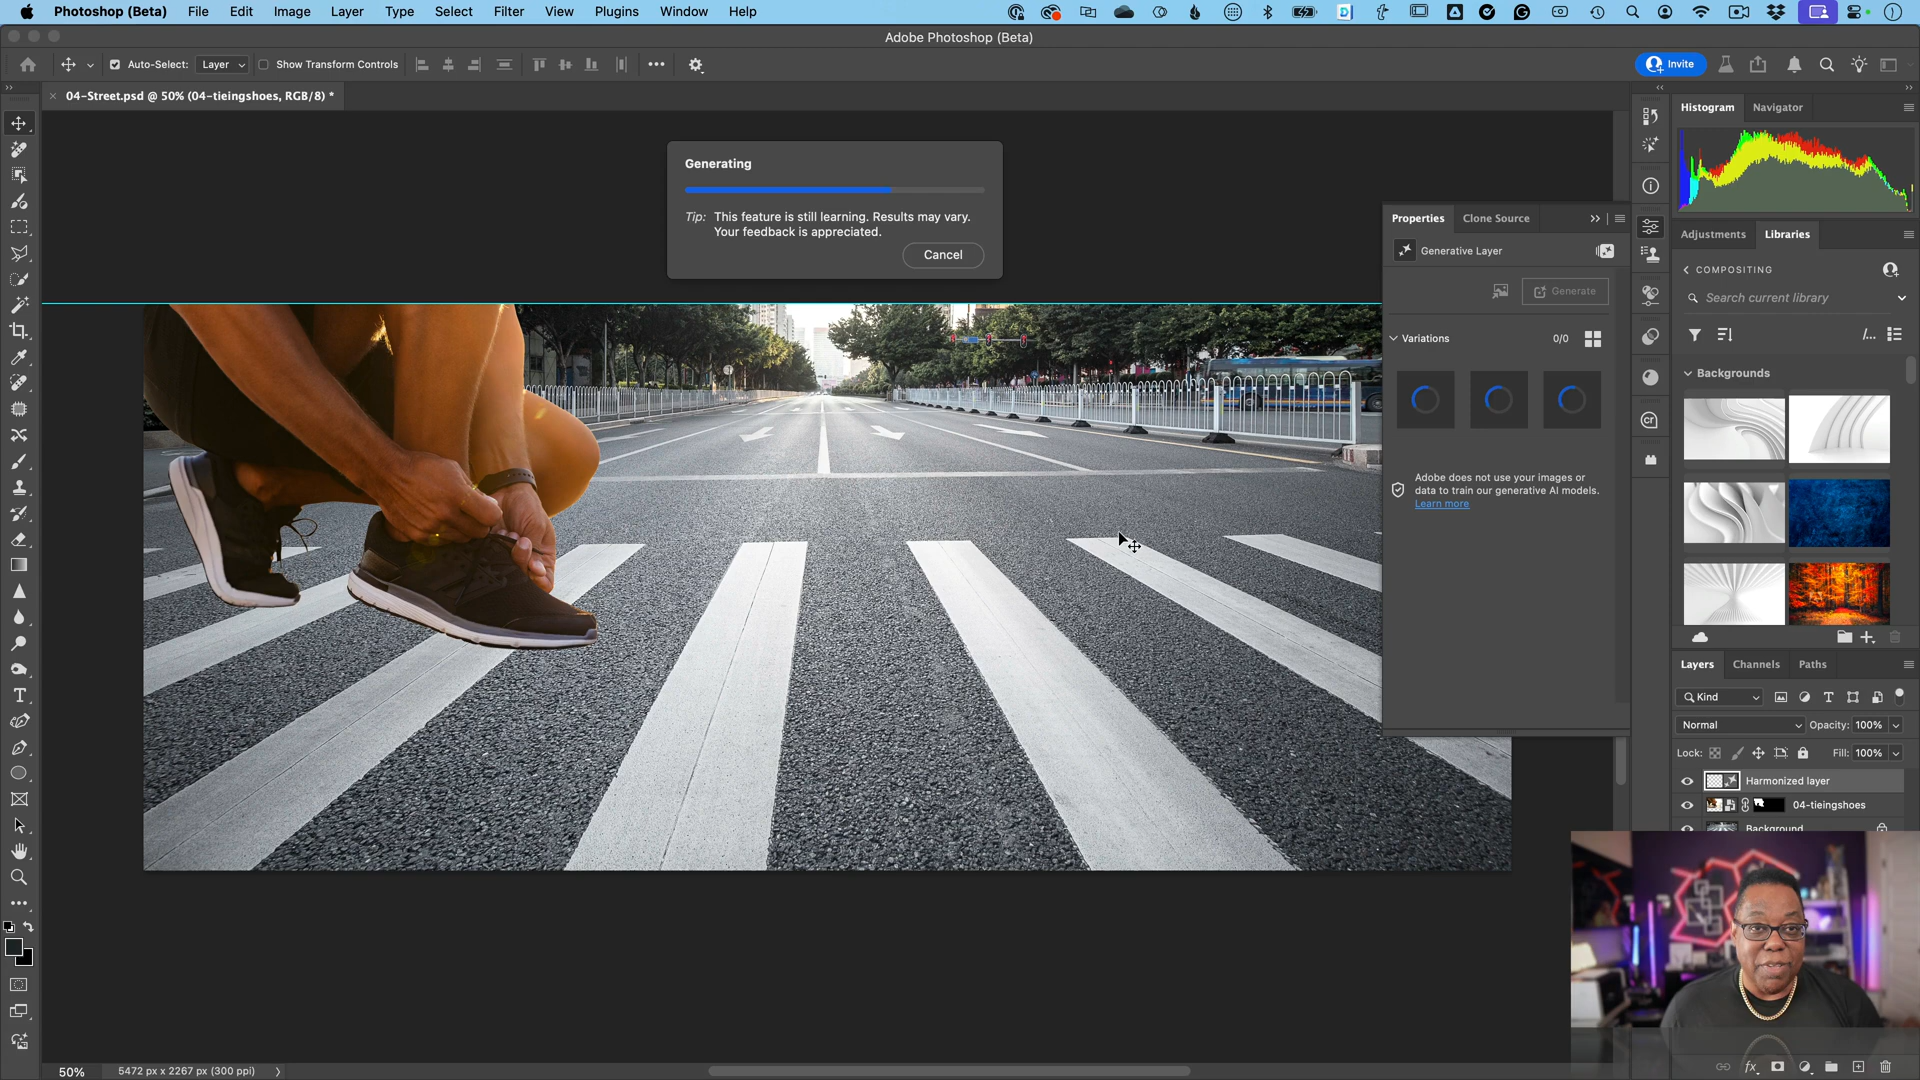 Photoshop (Beta) File Edit Image Layer Type Select Filter View Plugins Window Help
Adobe Photoshop (Beta)
Auto-Select: Layer Show Transform Controls
Invite
04-Street.psd @ 50% (04-tieingshoes, RGB/8) *
Histogram Navigator
Generating
Tip: This feature is still learning. Results may vary.
Your feedback is appreciated.
Cancel
Properties Clone Source
Generative Layer
Generate
Variations 0/0
Adobe does not use your images or
data to train our generative AI models.
Learn more
Adjustments Libraries
COMPOSITING
Search current library
Backgrounds
Layers Channels Paths
Kind
Normal Opacity: 100%
Lock: Fill: 100%
Harmonized layer
04-tieingshoes
Background
50% 5472 px x 2267 px (300 ppi)